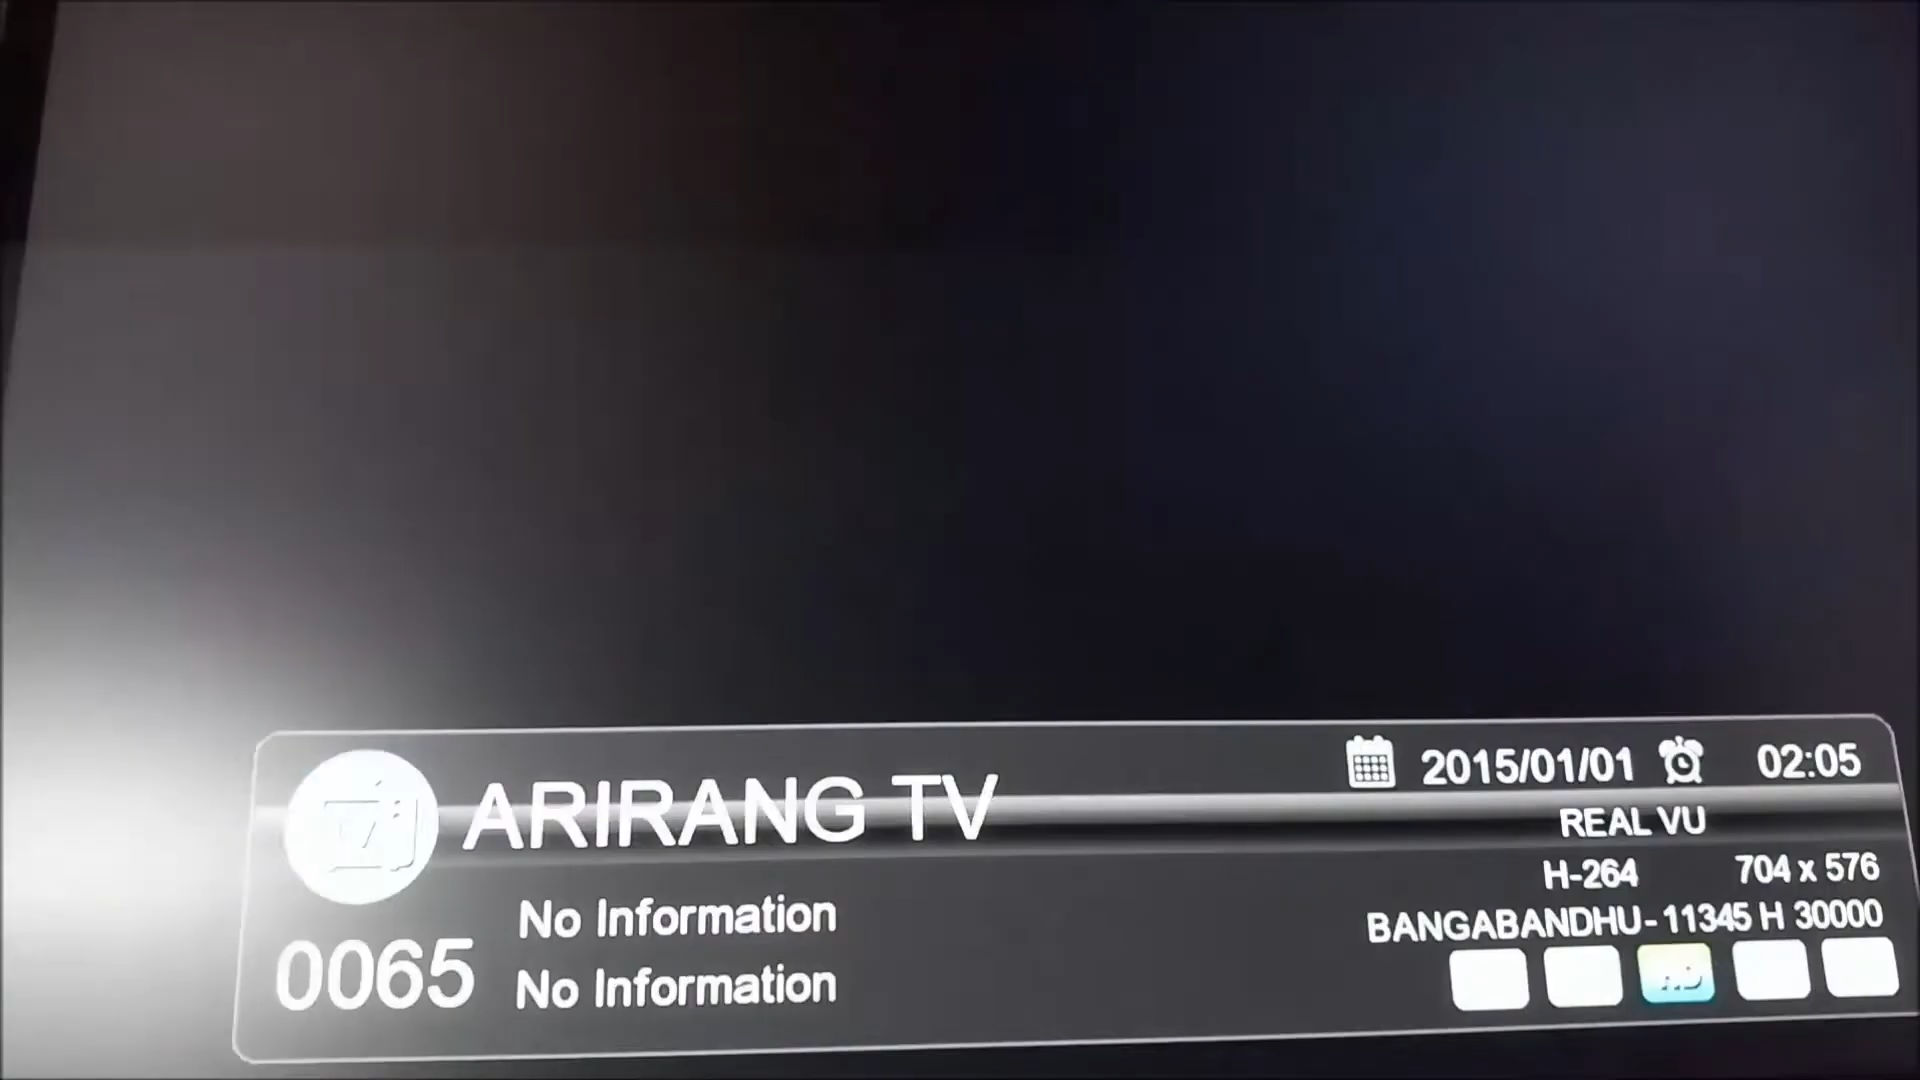 2015/01/01 02:05
ARIRANG TV
REAL VU
H-264 704 x 576
No Information
BANGABANDHU-11345 H 30000
0065
No Information